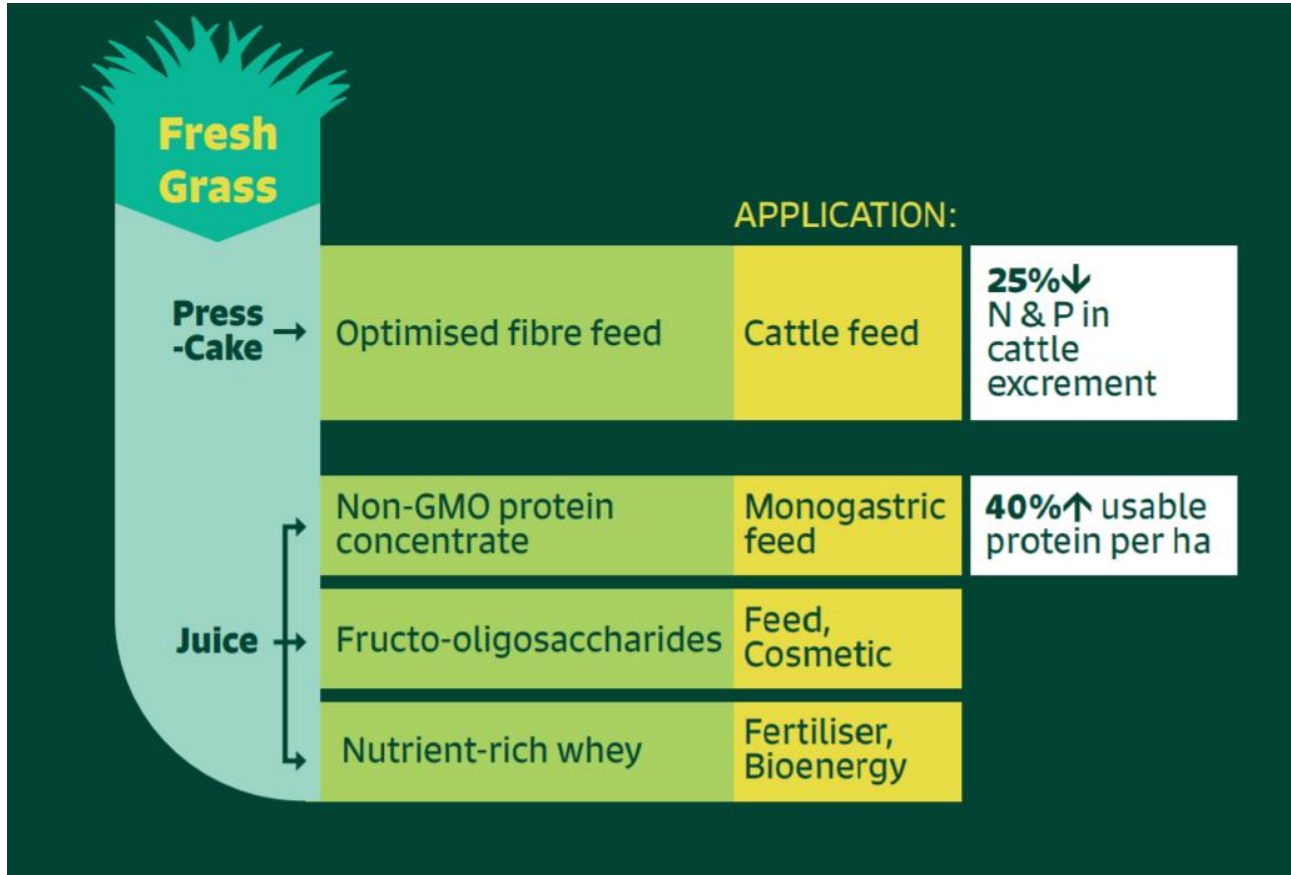 Fresh
Grass
APPLICATION:
Press
-Cake
Optimised fibre feed
Cattle feed
25%↓
N & P in
cattle
excrement
Juice
Non-GMO protein
concentrate
Monogastric
feed
40%↑ usable
protein per ha
Fructo-oligosaccharides
Feed,
Cosmetic
Nutrient-rich whey
Fertiliser,
Bioenergy